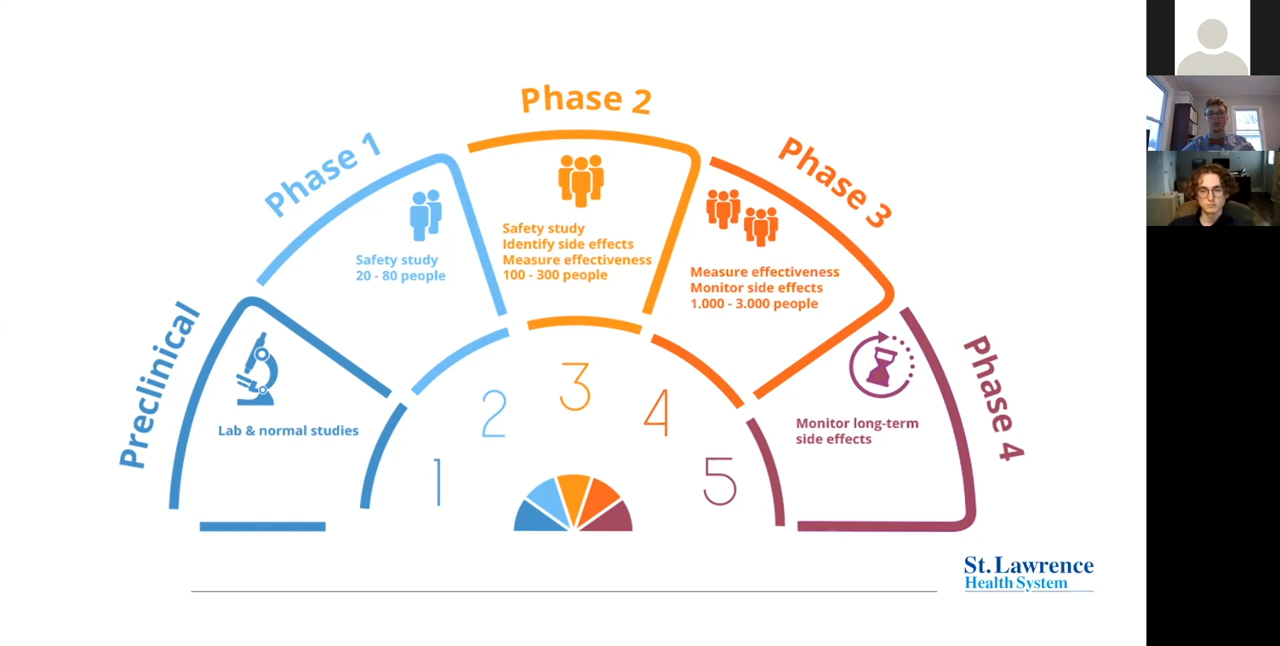 Preclinical
Lab & normal studies
1
Phase 1
Safety study
20 - 80 people
2
Phase 2
Safety study
Identify side effects
Measure effectiveness
100 - 300 people
3
Phase 3
Measure effectiveness
Monitor side effects
1.000 - 3.000 people
4
Phase 4
Monitor long-term
side effects
5
St. Lawrence
Health System